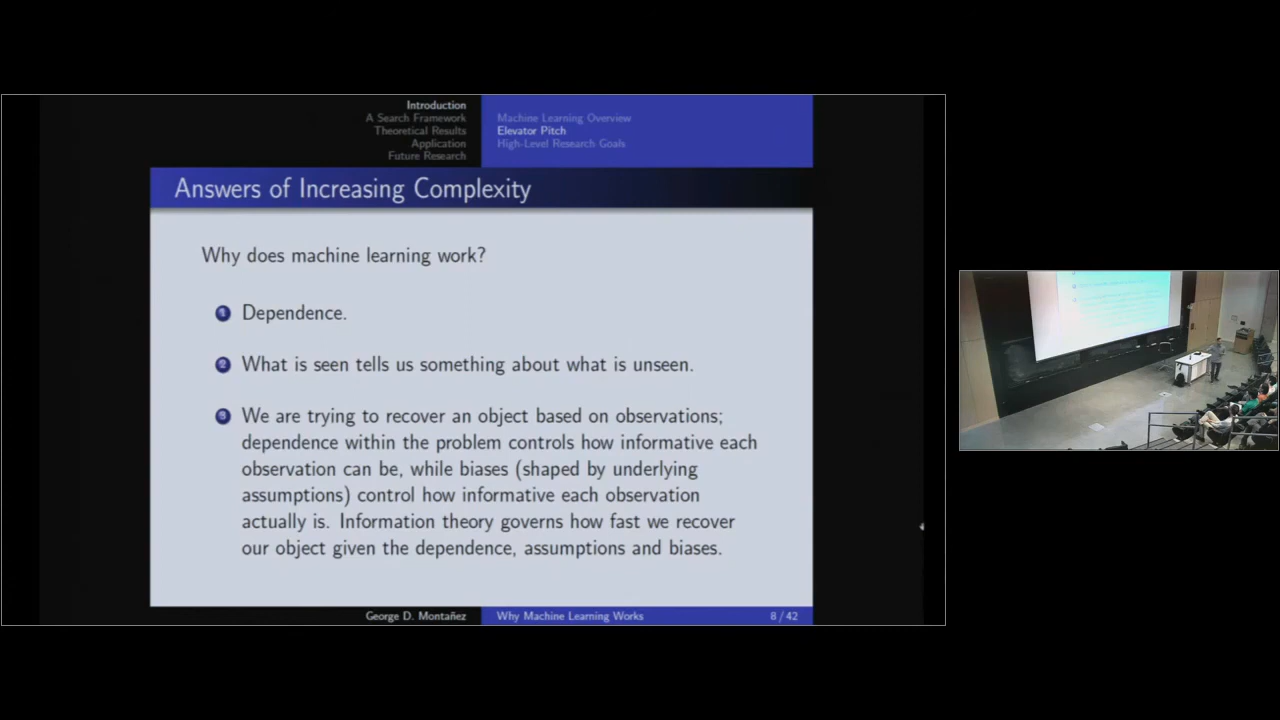 Introduction
A Search Framework
Theoretical Results
Application
Future Research
Machine Learning Overview
Elevator Pitch
High-Level Research Goals
Answers of Increasing Complexity
Why does machine learning work?
1 Dependence.
2 What is seen tells us something about what is unseen.
3 We are trying to recover an object based on observations;
dependence within the problem controls how informative each
observation can be, while biases (shaped by underlying
assumptions) control how informative each observation
actually is. Information theory governs how fast we recover
our object given the dependence, assumptions and biases.
George D. Montañez
Why Machine Learning Works
8 / 42